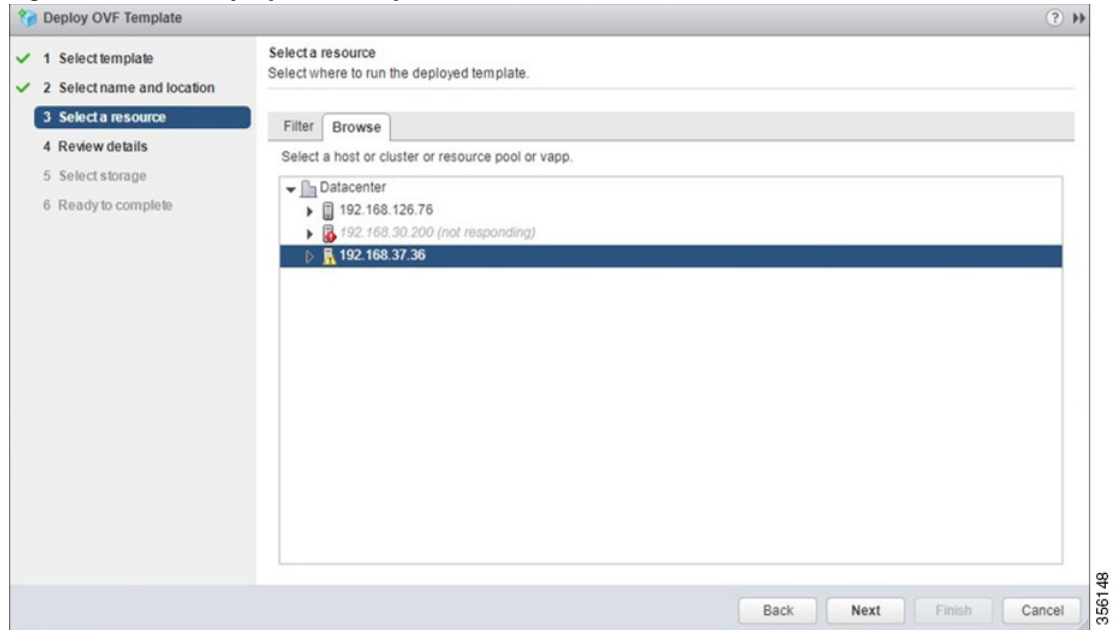 Deploy OVF Template
1 Select template
2 Select name and location
3 Select a resource
4 Review details
5 Select storage
6 Ready to complete
Select a resource
Select where to run the deployed template.
Filter Browse
Select a host or cluster or resource pool or vapp.
Datacenter
192.168.126.76
192.168.30.200 (not responding)
192.168.37.36
Back Next Finish Cancel
356148